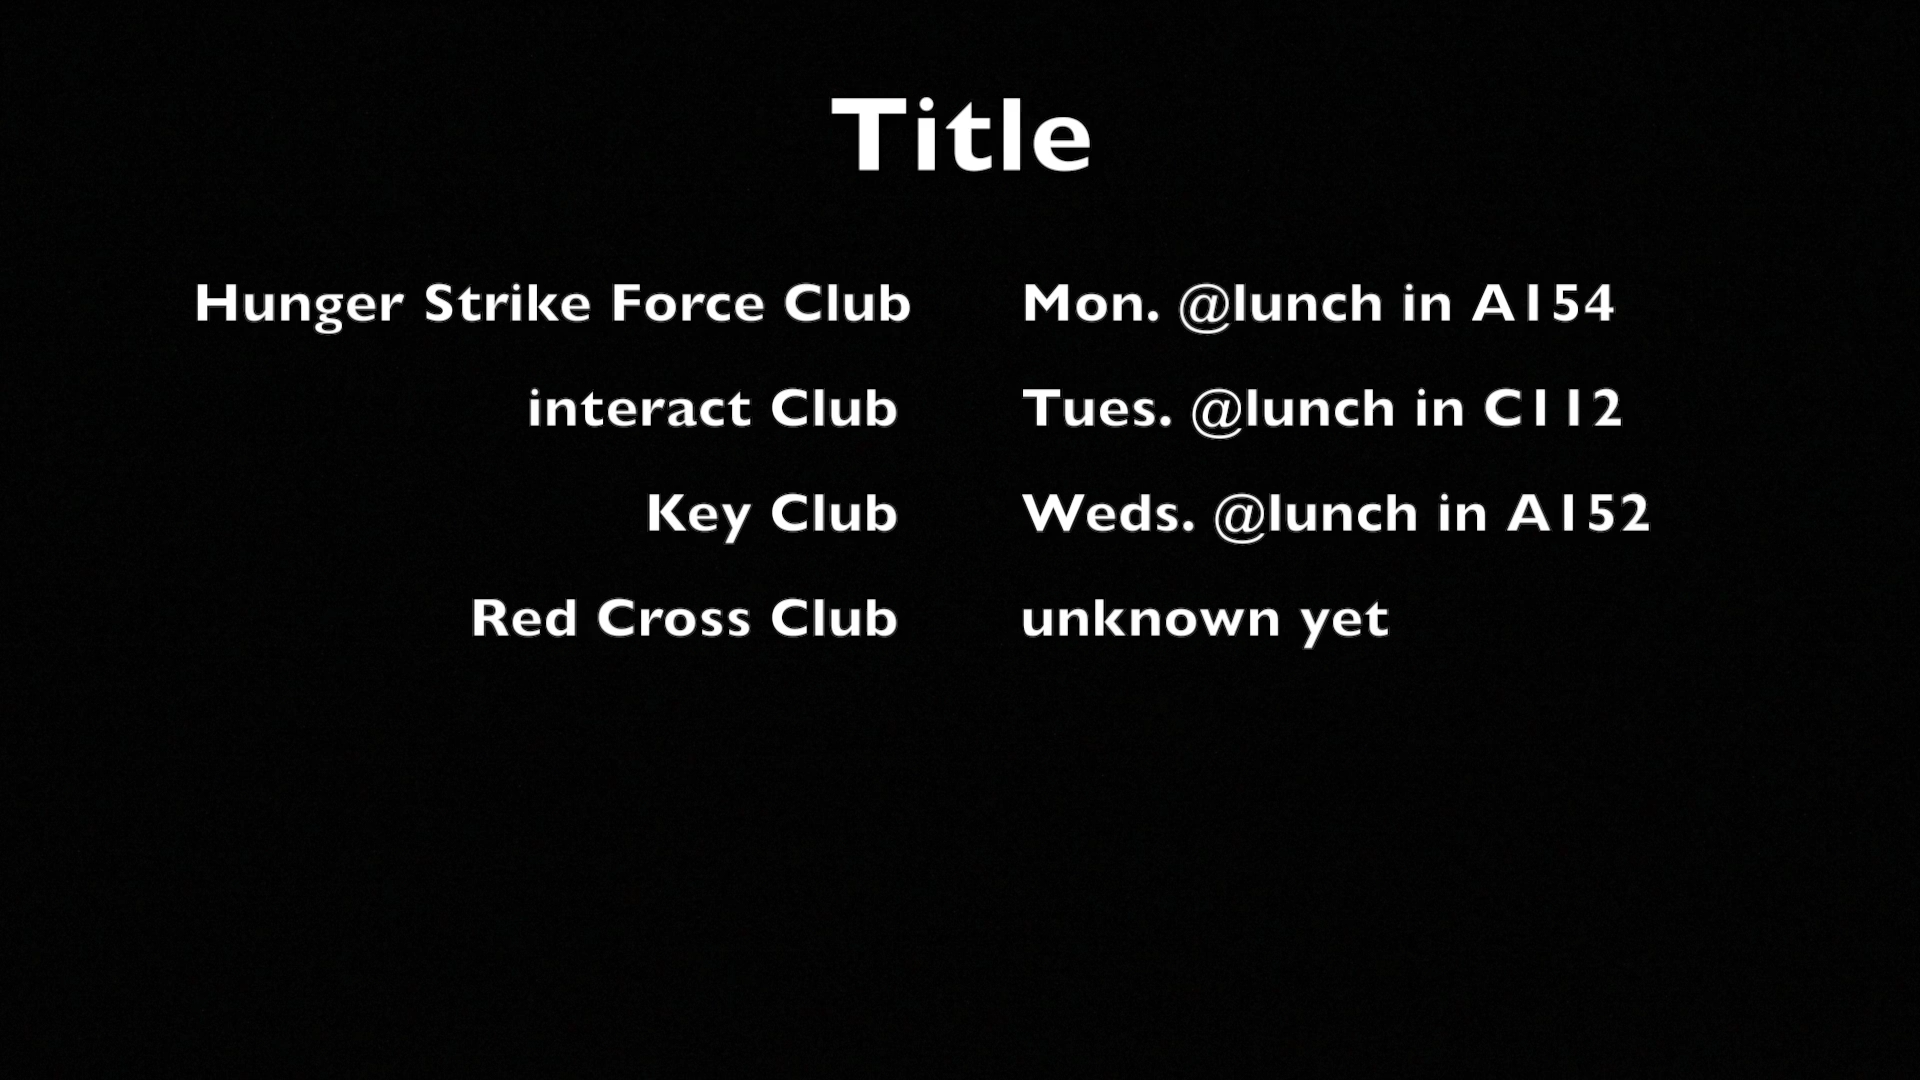 Title
Hunger Strike Force Club Mon. @lunch in A154
interact Club Tues. @lunch in C112
Key Club Weds. @lunch in A152
Red Cross Club unknown yet